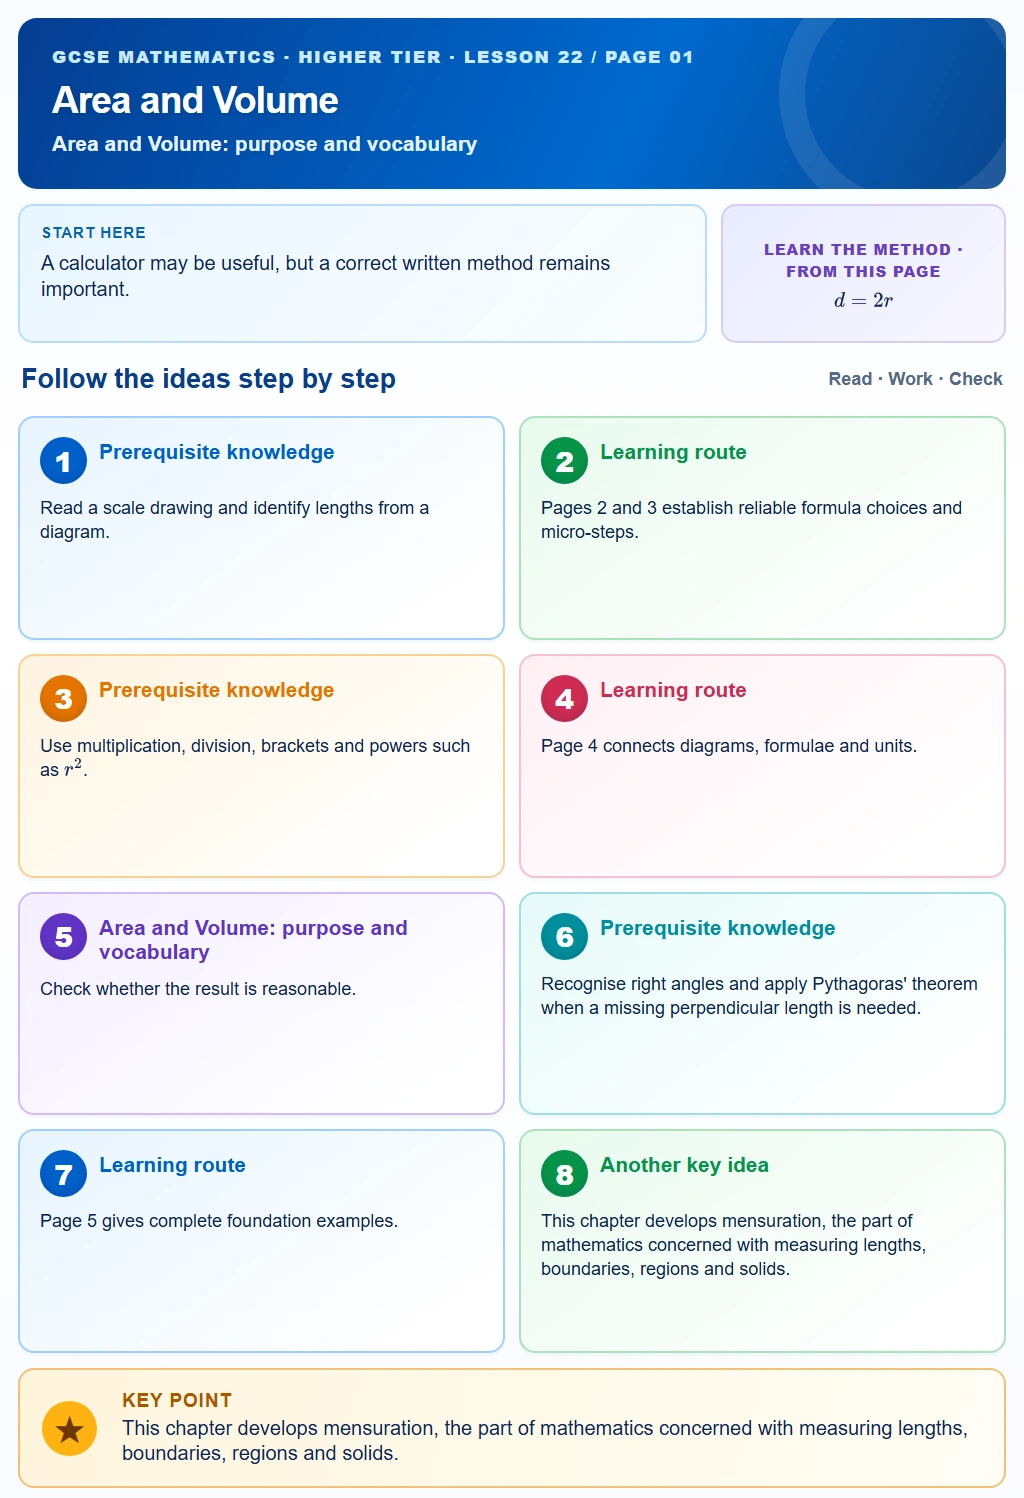 GCSE MATHEMATICS · HIGHER TIER · LESSON 22 / PAGE 01
Area and Volume
Area and Volume: purpose and vocabulary
START HERE
A calculator may be useful, but a correct written method remains
important.
LEARN THE METHOD ·
FROM THIS PAGE
d = 2r
Follow the ideas step by step
Read · Work · Check
1
Prerequisite knowledge
Read a scale drawing and identify lengths from a
diagram.
2
Learning route
Pages 2 and 3 establish reliable formula choices and
micro-steps.
3
Prerequisite knowledge
Use multiplication, division, brackets and powers such
as r².
4
Learning route
Page 4 connects diagrams, formulae and units.
5
Area and Volume: purpose and
vocabulary
Check whether the result is reasonable.
6
Prerequisite knowledge
Recognise right angles and apply Pythagoras' theorem
when a missing perpendicular length is needed.
7
Learning route
Page 5 gives complete foundation examples.
8
Another key idea
This chapter develops mensuration, the part of
mathematics concerned with measuring lengths,
boundaries, regions and solids.
KEY POINT
This chapter develops mensuration, the part of mathematics concerned with measuring lengths,
boundaries, regions and solids.